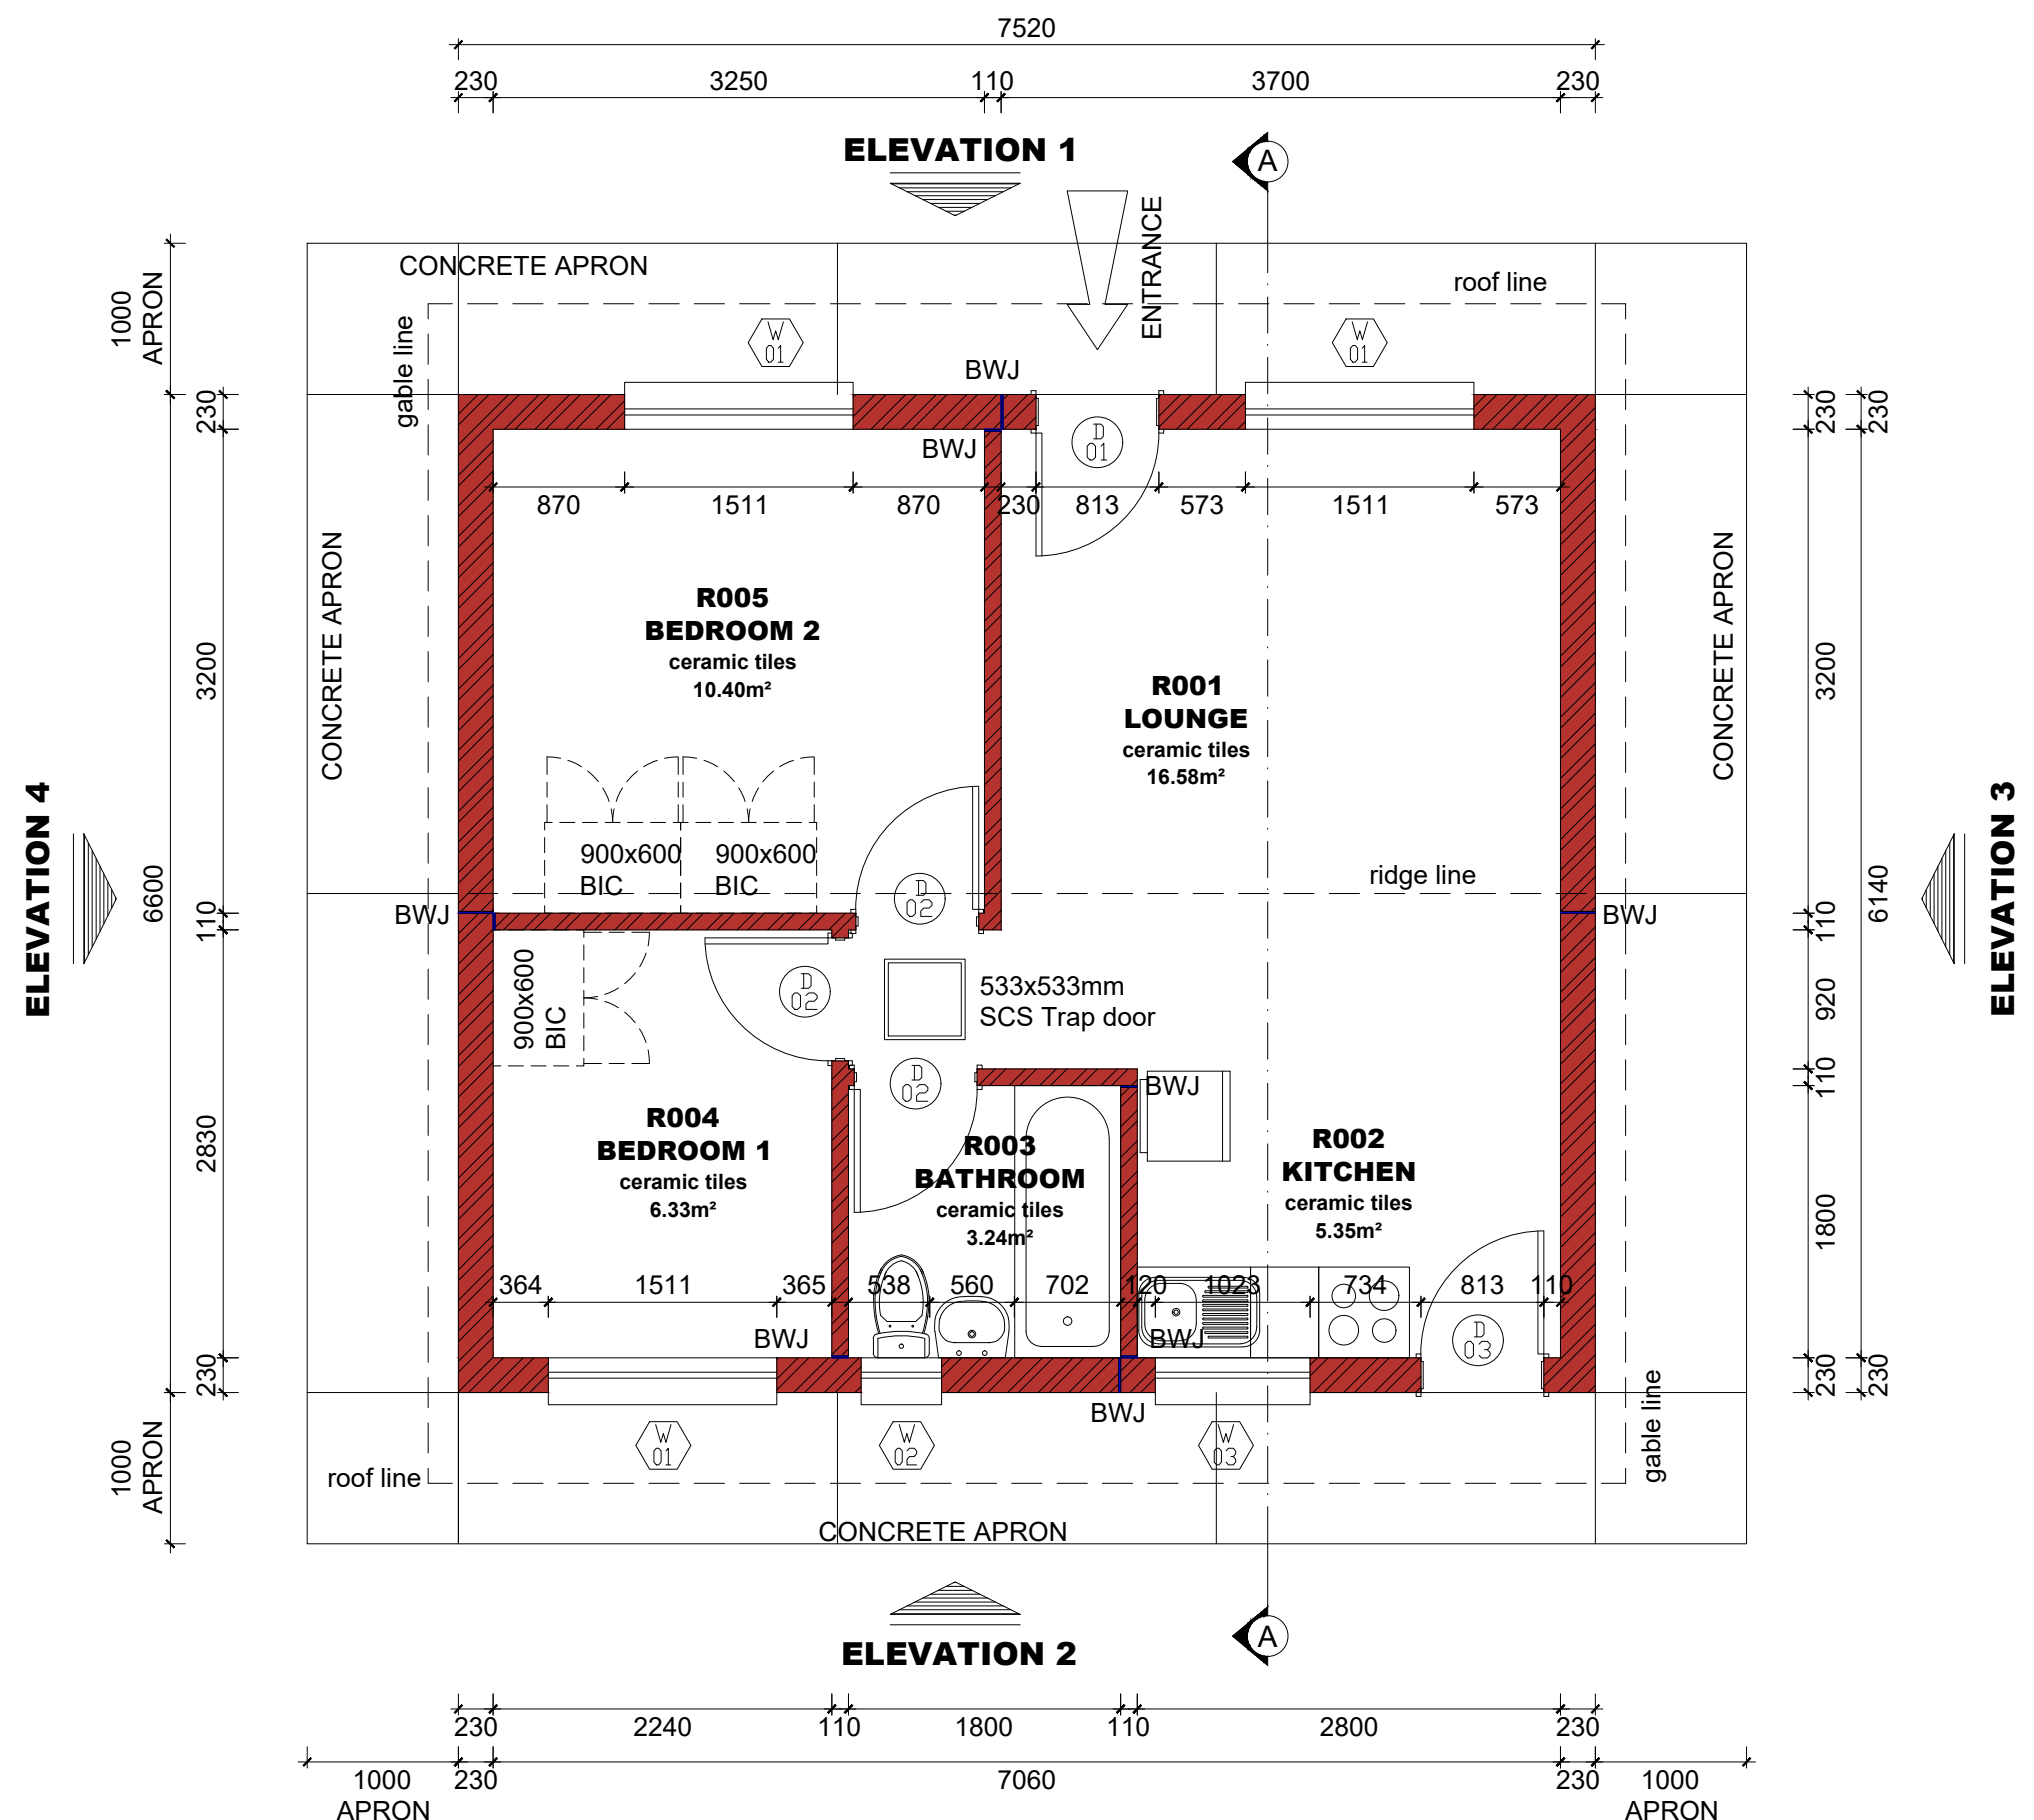 7520
230 3250 110 3700 230
ELEVATION 1
A
ENTRANCE
CONCRETE APRON
roof line
1000
APRON
gable line
W
01
W
01
BWJ
230
230
230
BWJ
D
01
870 1511 870 230 813 573 1511 573
CONCRETE APRON
CONCRETE APRON
R005
BEDROOM 2
ceramic tiles
10.40m²
3200
3200
R001
LOUNGE
ceramic tiles
16.58m²
ELEVATION 4
ELEVATION 3
900x600
BIC
900x600
BIC
ridge line
6600
6140
D
02
BWJ
BWJ
110
110
900x600
BIC
D
02
533x533mm
SCS Trap door
920
D
02
BWJ
110
2830
R004
BEDROOM 1
ceramic tiles
6.33m²
R003
BATHROOM
ceramic tiles
3.24m²
R002
KITCHEN
ceramic tiles
5.35m²
1800
364 1511 365 538 560 702 120 1023 734 813 110
BWJ
BWJ
D
03
230
230
230
BWJ
gable line
1000
APRON
W
01
W
02
W
03
roof line
CONCRETE APRON
A
ELEVATION 2
230 2240 110 1800 110 2800 230
1000 230 7060 230 1000
APRON APRON